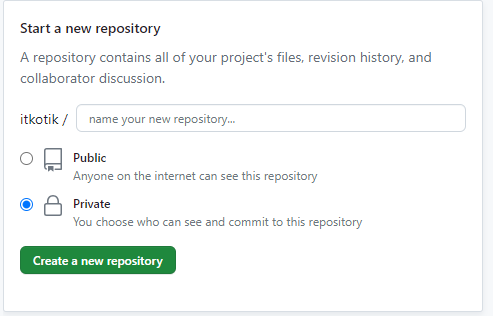 Start a new repository
A repository contains all of your project's files, revision history, and
collaborator discussion.
itkotik / name your new repository...
Public
Anyone on the internet can see this repository
Private
You choose who can see and commit to this repository
Create a new repository